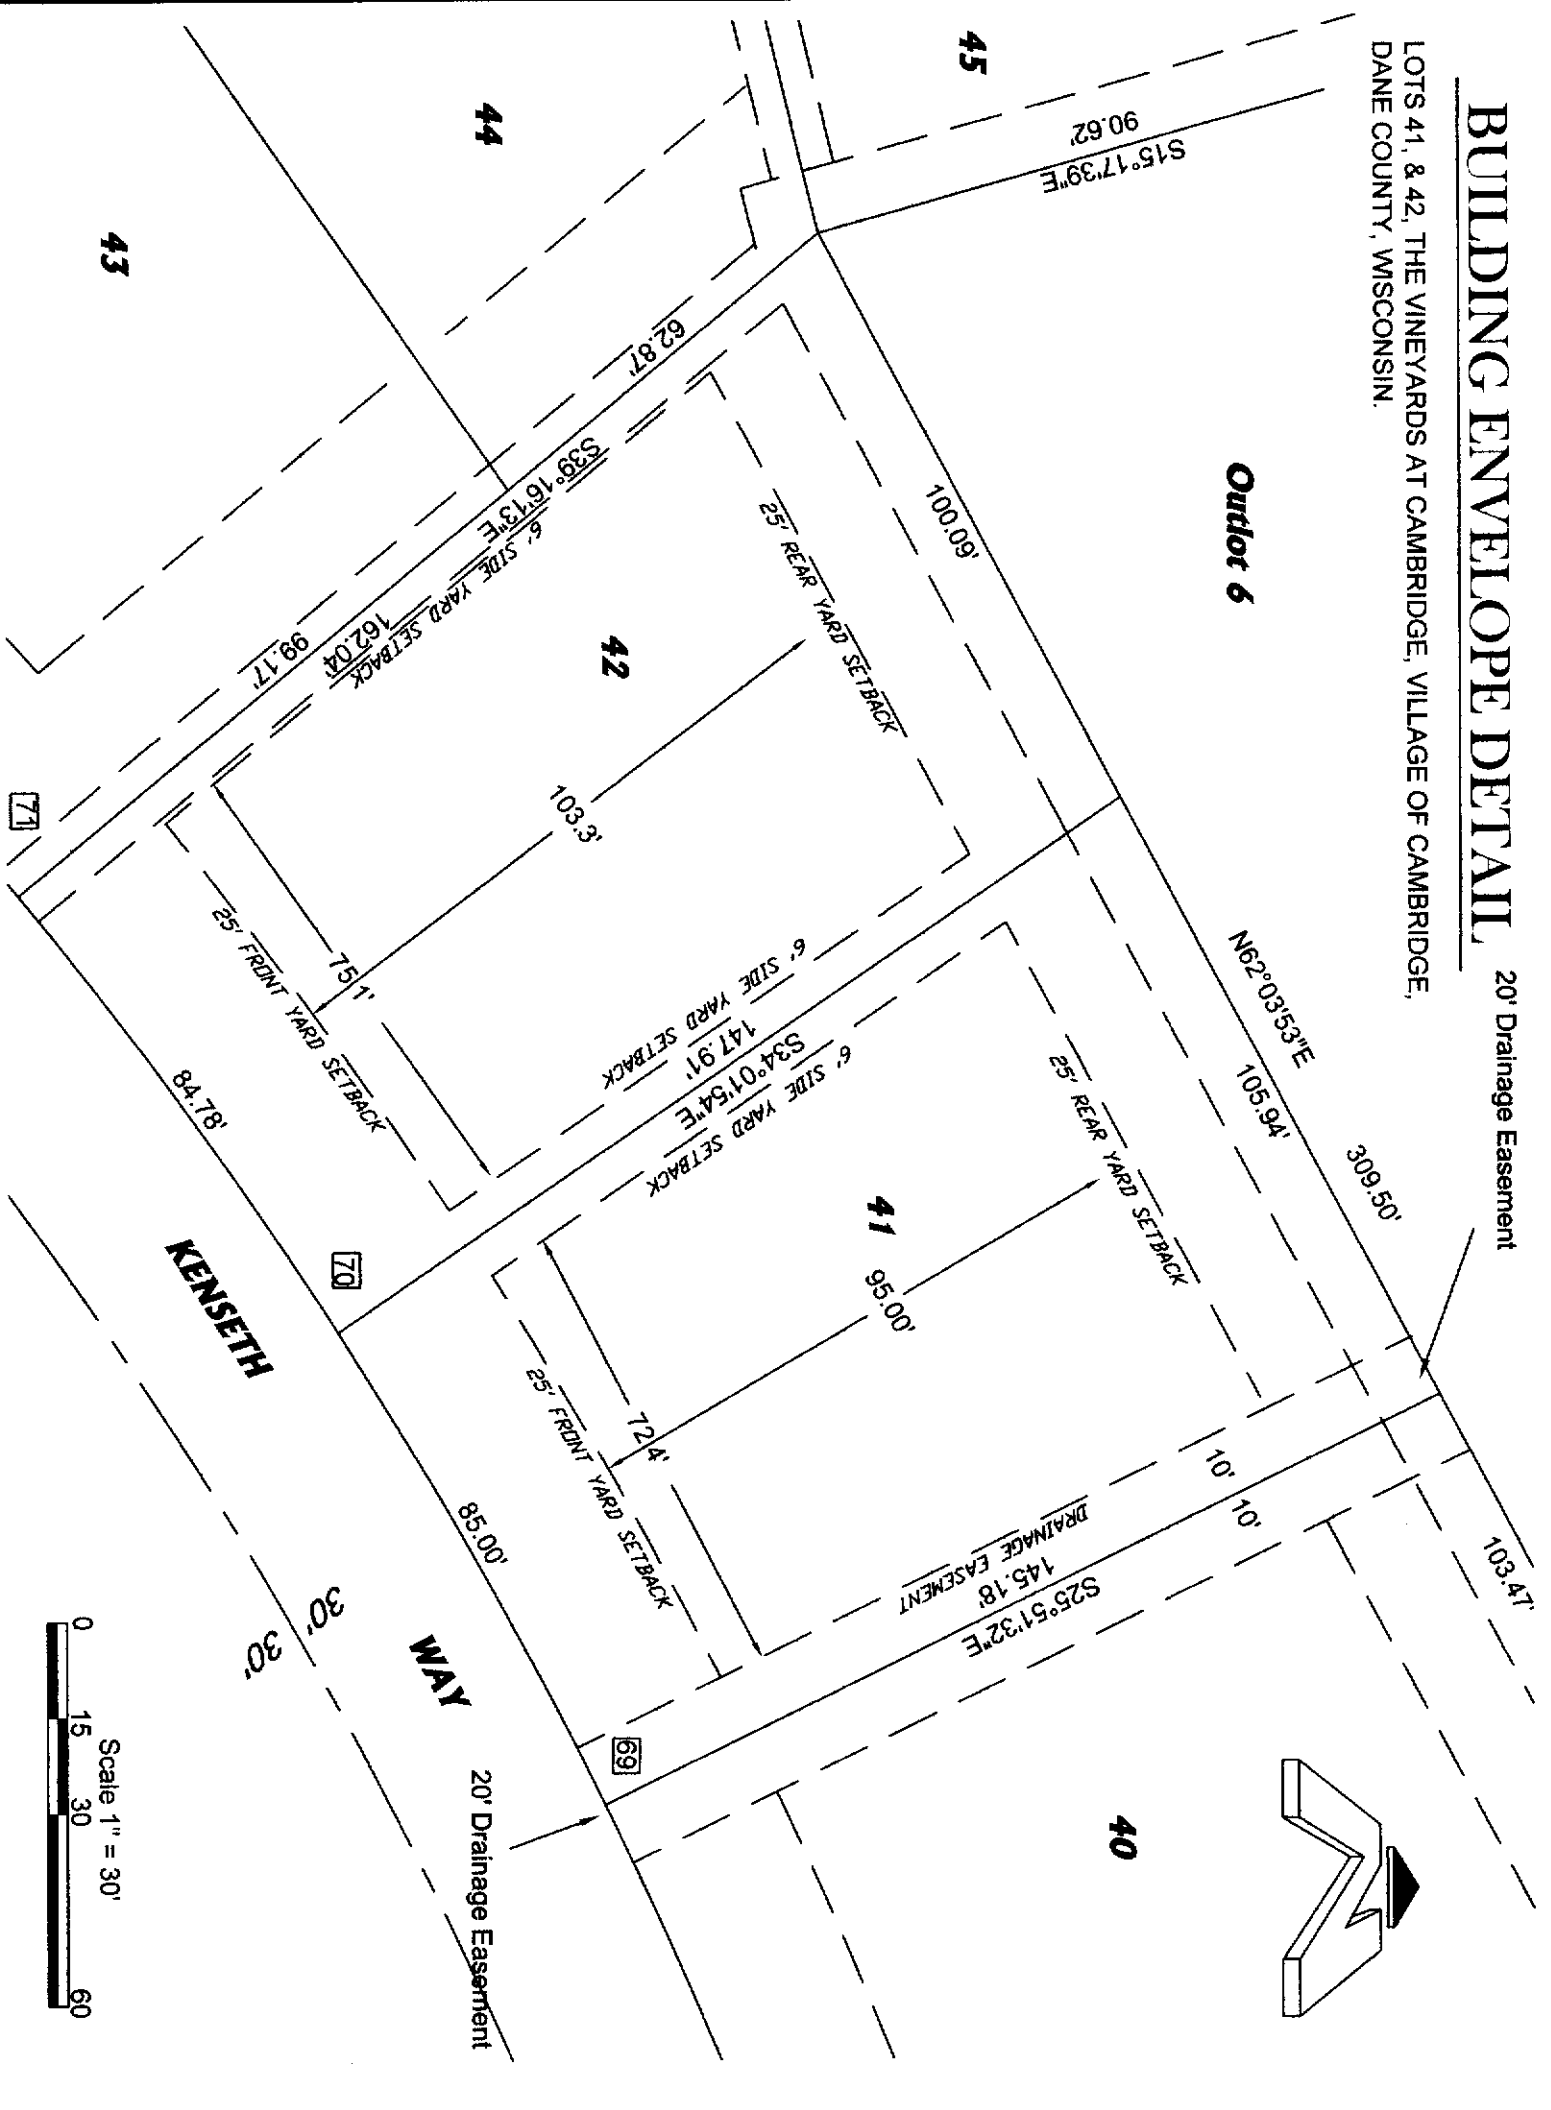 BUILDING ENVELOPE DETAIL
LOTS 41, & 42, THE VINEYARDS AT CAMBRIDGE, VILLAGE OF CAMBRIDGE,
DANE COUNTY, WISCONSIN.
20' Drainage Easement
45
S15°17'39"E
90.62'
44
43
Outlot 6
N62°03'53"E
309.50'
100.09'
105.94'
103.47'
62.87'
S39°16'13"E
162.04'
99.17'
6' SIDE YARD SETBACK
25' REAR YARD SETBACK
42
103.3'
75.1'
25' FRONT YARD SETBACK
6' SIDE YARD SETBACK
147.91'
S34°01'54"E
6' SIDE YARD SETBACK
25' REAR YARD SETBACK
41
95.00'
72.4'
25' FRONT YARD SETBACK
10'
10'
DRAINAGE EASEMENT
145.18'
S25°51'32"E
40
71
70
69
84.78'
85.00'
KENSETH
WAY
30'
30'
20' Drainage Easement
Scale 1" = 30'
0
15
30
60